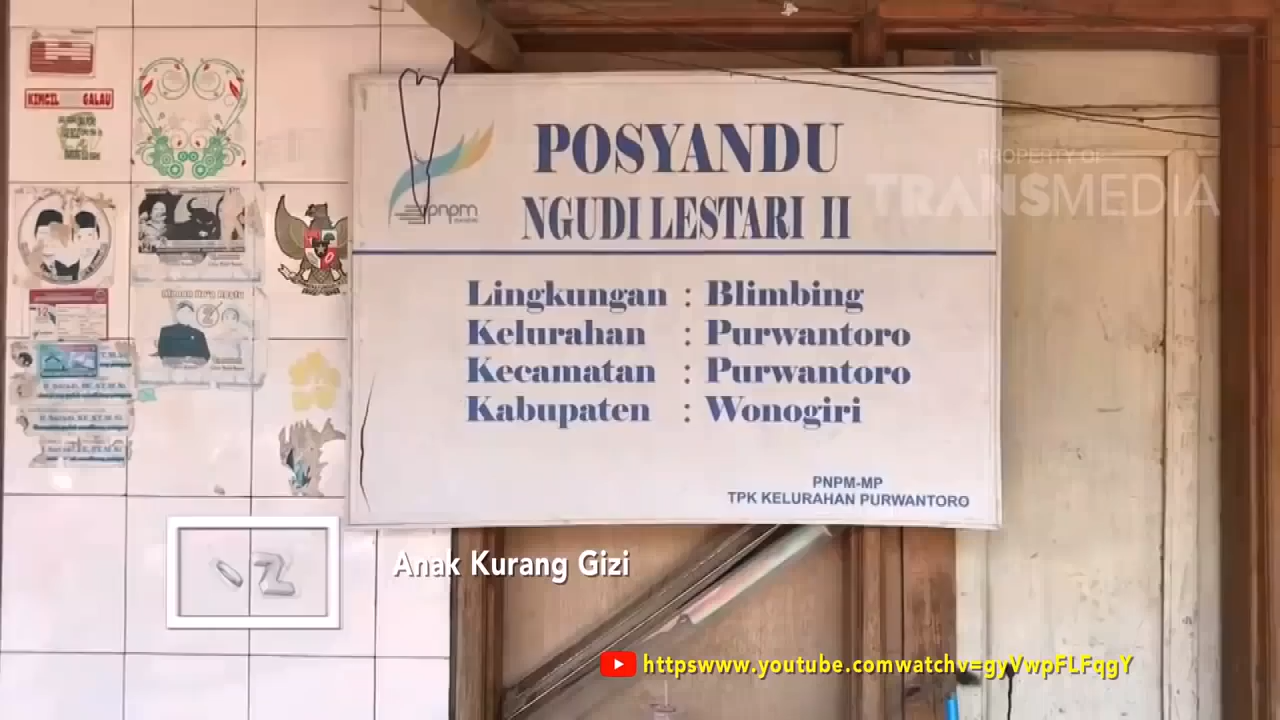 KIMCIL GALAU
POSYANDU
NGUDI LESTARI II
pnpm
PROPERTY OF
TRANSMEDIA
Lingkungan : Blimbing
Kelurahan : Purwantoro
Kecamatan : Purwantoro
Kabupaten : Wonogiri
PNPM-MP
TPK KELURAHAN PURWANTORO
Anak Kurang Gizi
httpswww.youtube.comwatchv=gyVwpFLFqgY